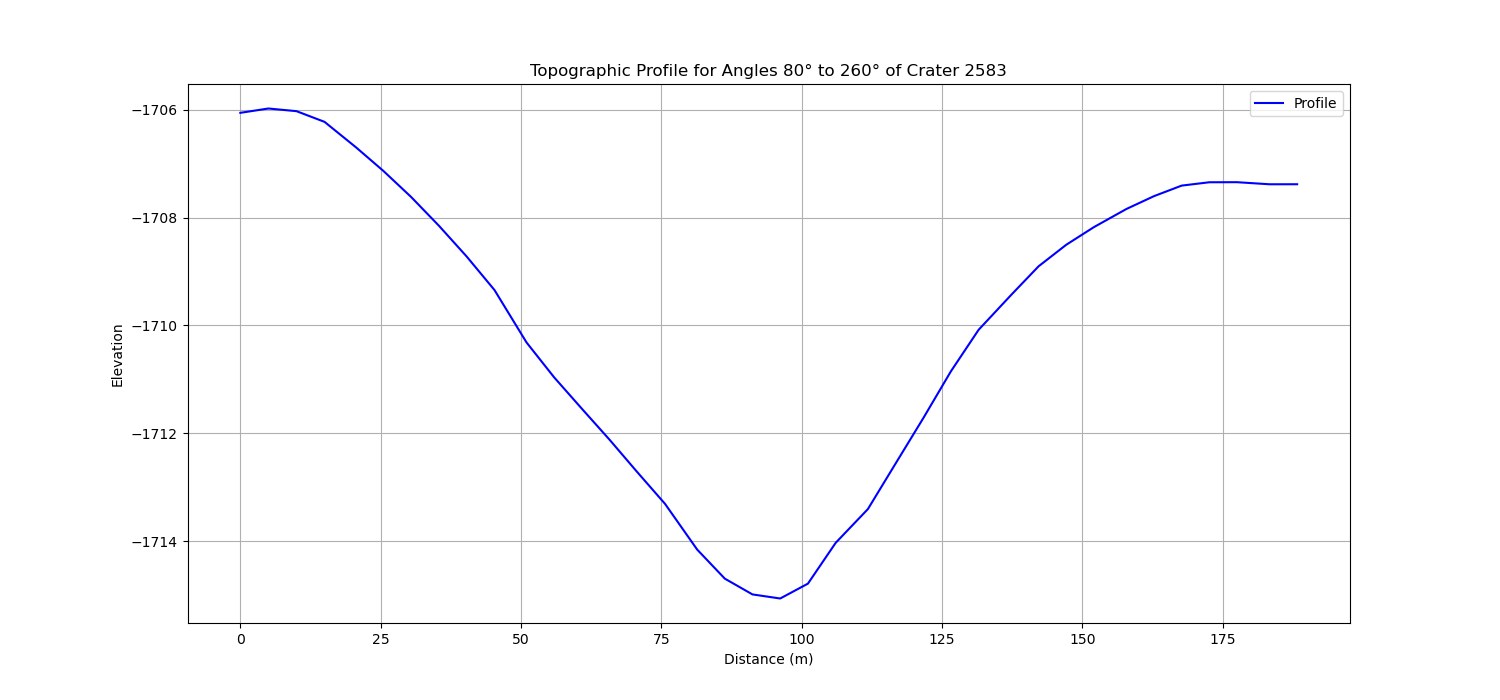 Topographic Profile for Angles 80° to 260° of Crater 2583
Profile
−1706
−1708
−1710
−1712
−1714
Elevation
0 25 50 75 100 125 150 175
Distance (m)